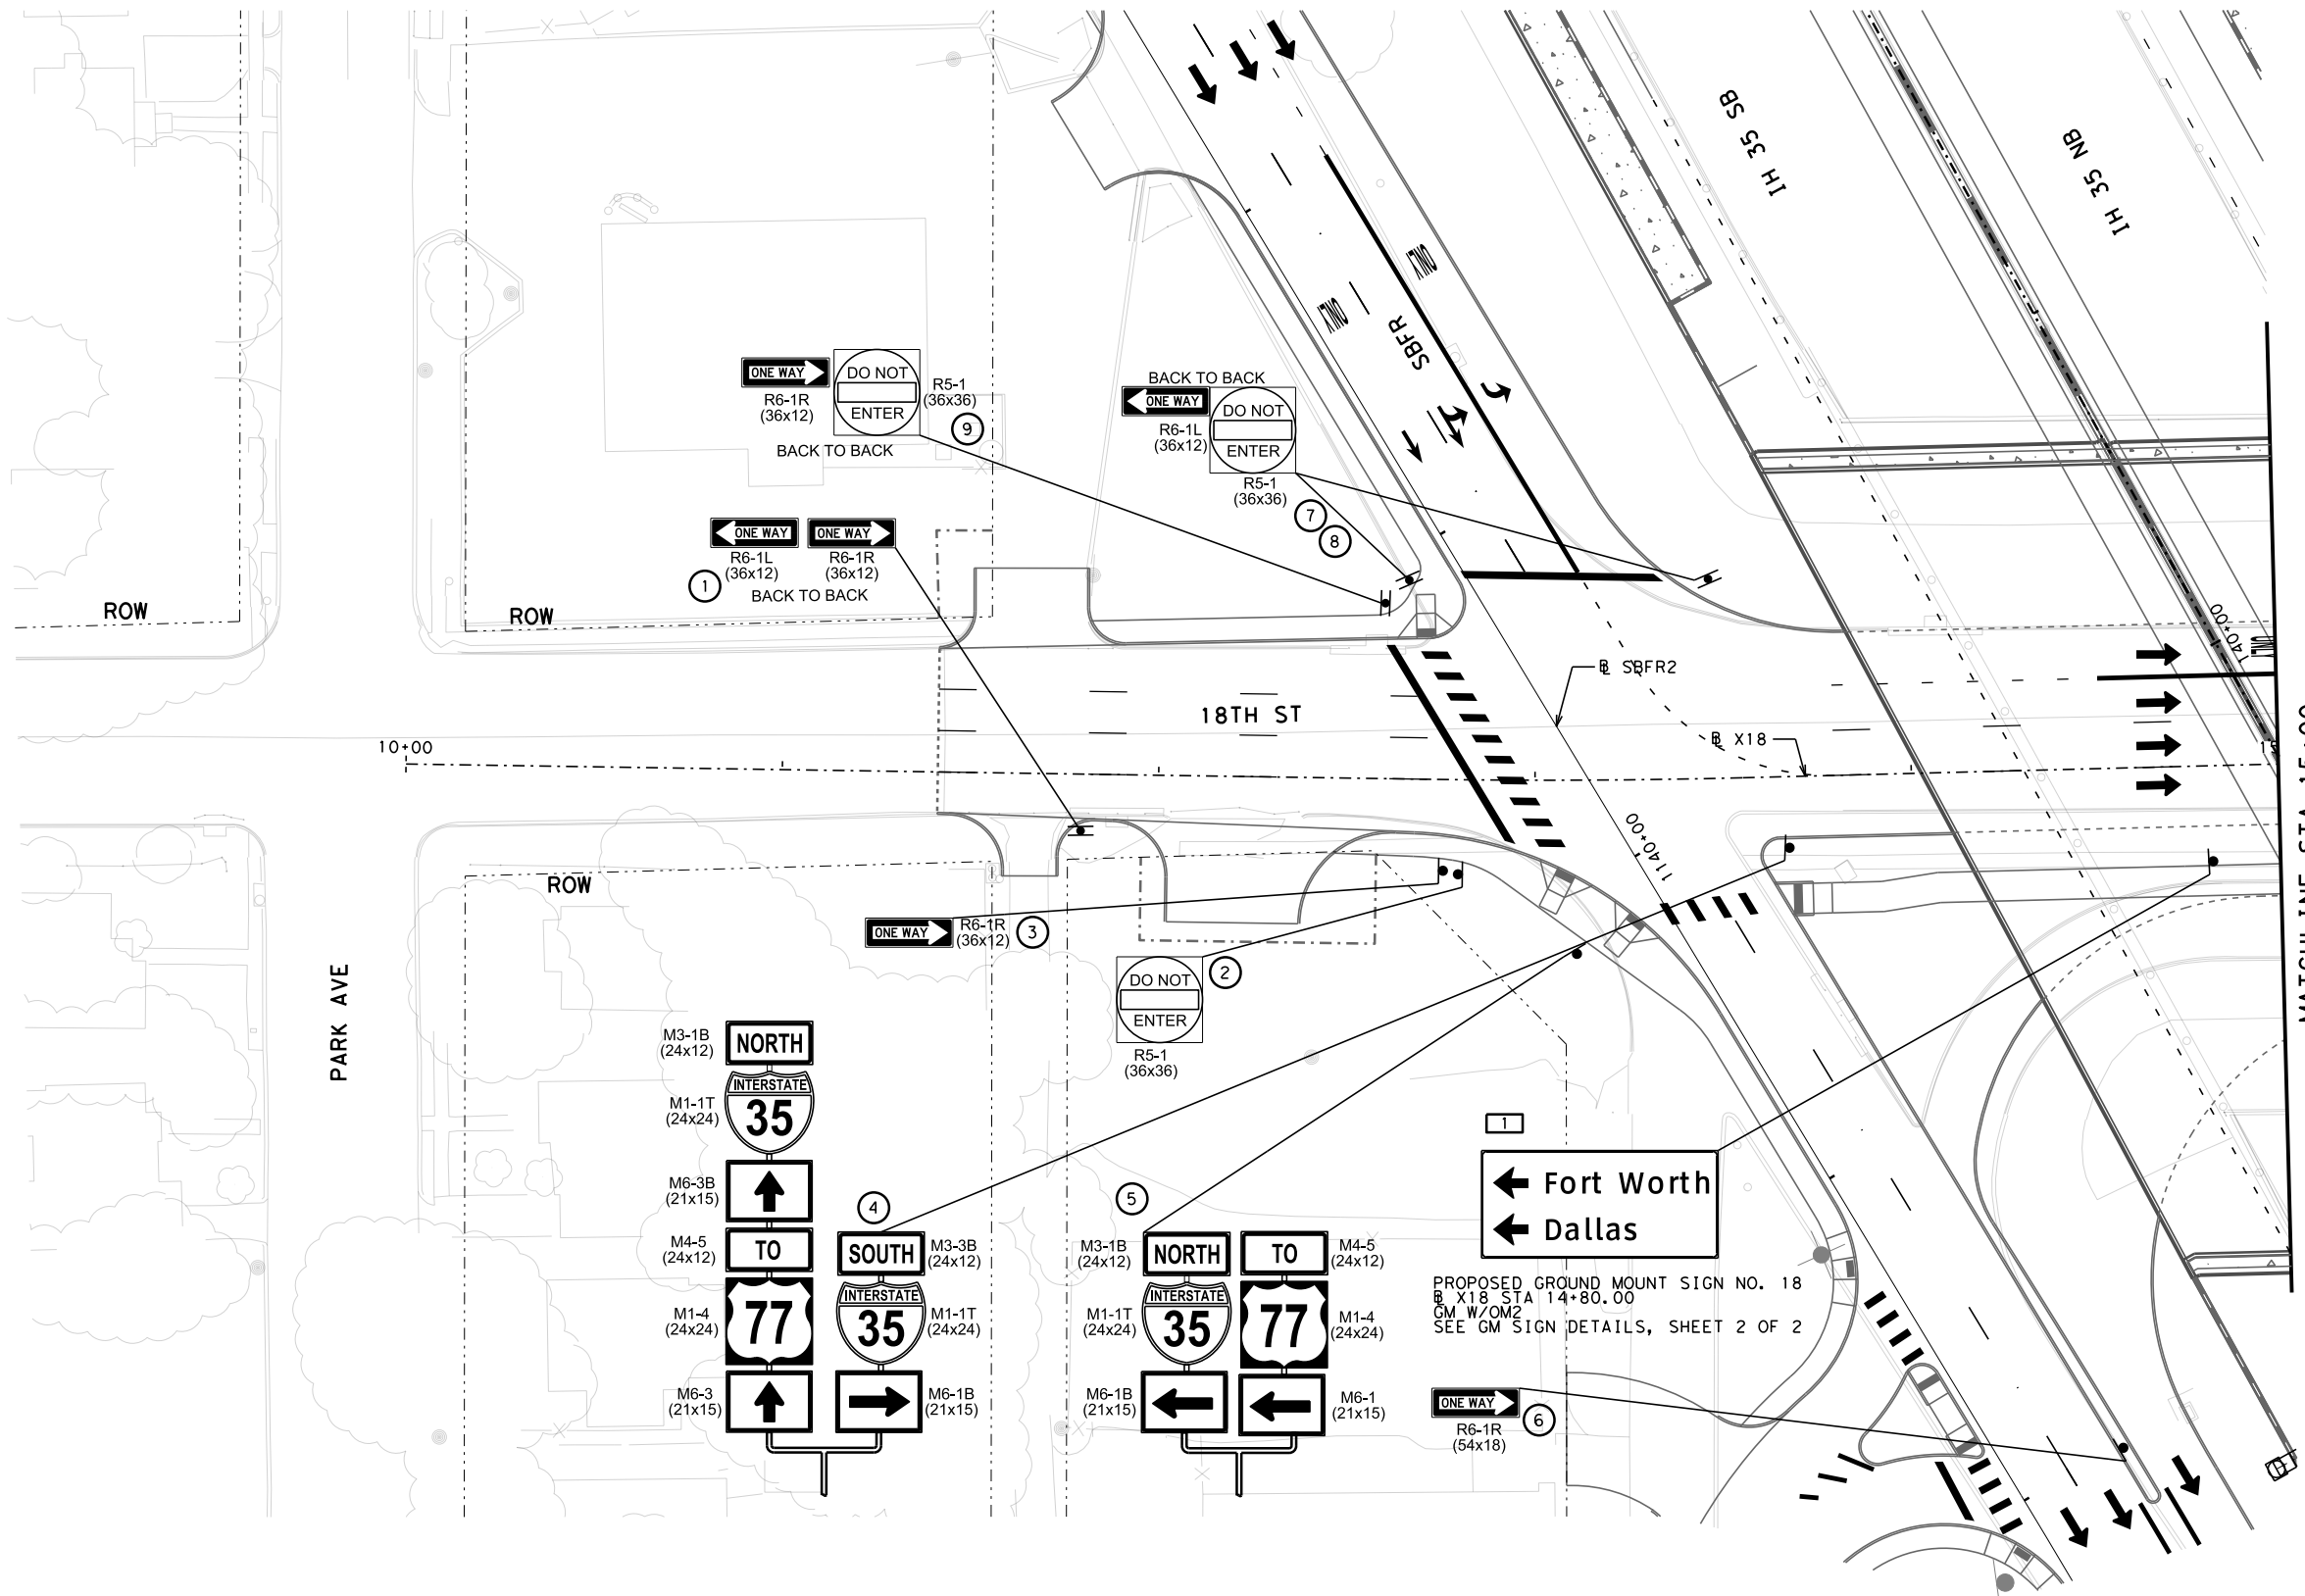 IH 35 SB
IH 35 NB
ONLY
ONLY
SBFR
ONE WAY
DO NOT
ENTER
R6-1R
(36x12)
R5-1
(36x36)
9
BACK TO BACK
BACK TO BACK
ONE WAY
DO NOT
ENTER
R6-1L
(36x12)
R5-1
(36x36)
7
8
ONE WAY
ONE WAY
R6-1L
(36x12)
R6-1R
(36x12)
1
BACK TO BACK
ROW
ROW
140+00
18TH ST
℄ SBFR2
℄ X18
10+00
15
MATCHLINE STA 15+00
1140+00
ROW
PARK AVE
ONE WAY
R6-1R
(36x12)
3
DO NOT
ENTER
2
R5-1
(36x36)
M3-1B
(24x12)
NORTH
M1-1T
(24x24)
INTERSTATE
35
M6-3B
(21x15)
M4-5
(24x12)
TO
M1-4
(24x24)
77
M6-3
(21x15)
4
SOUTH
M3-3B
(24x12)
INTERSTATE
35
M1-1T
(24x24)
M6-1B
(21x15)
5
M3-1B
(24x12)
NORTH
M1-1T
(24x24)
INTERSTATE
35
M6-1B
(21x15)
TO
M4-5
(24x12)
77
M1-4
(24x24)
M6-1
(21x15)
1
Fort Worth
Dallas
PROPOSED GROUND MOUNT SIGN NO. 18
℄ X18 STA 14+80.00
GM W/OM2
SEE GM SIGN DETAILS, SHEET 2 OF 2
ONE WAY
R6-1R
(54x18)
6